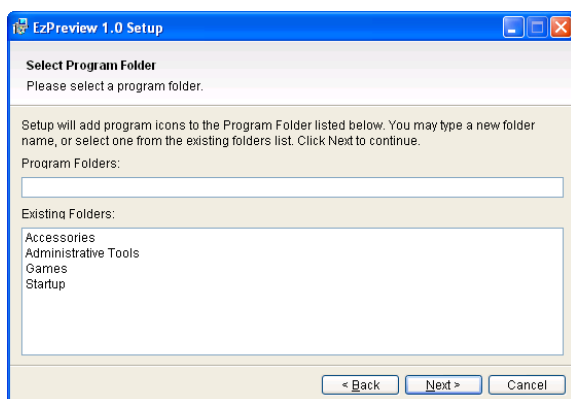 EzPreview 1.0 Setup
Select Program Folder
Please select a program folder.
Setup will add program icons to the Program Folder listed below. You may type a new folder
name, or select one from the existing folders list. Click Next to continue.
Program Folders:
Existing Folders:
Accessories
Administrative Tools
Games
Startup
< Back Next > Cancel